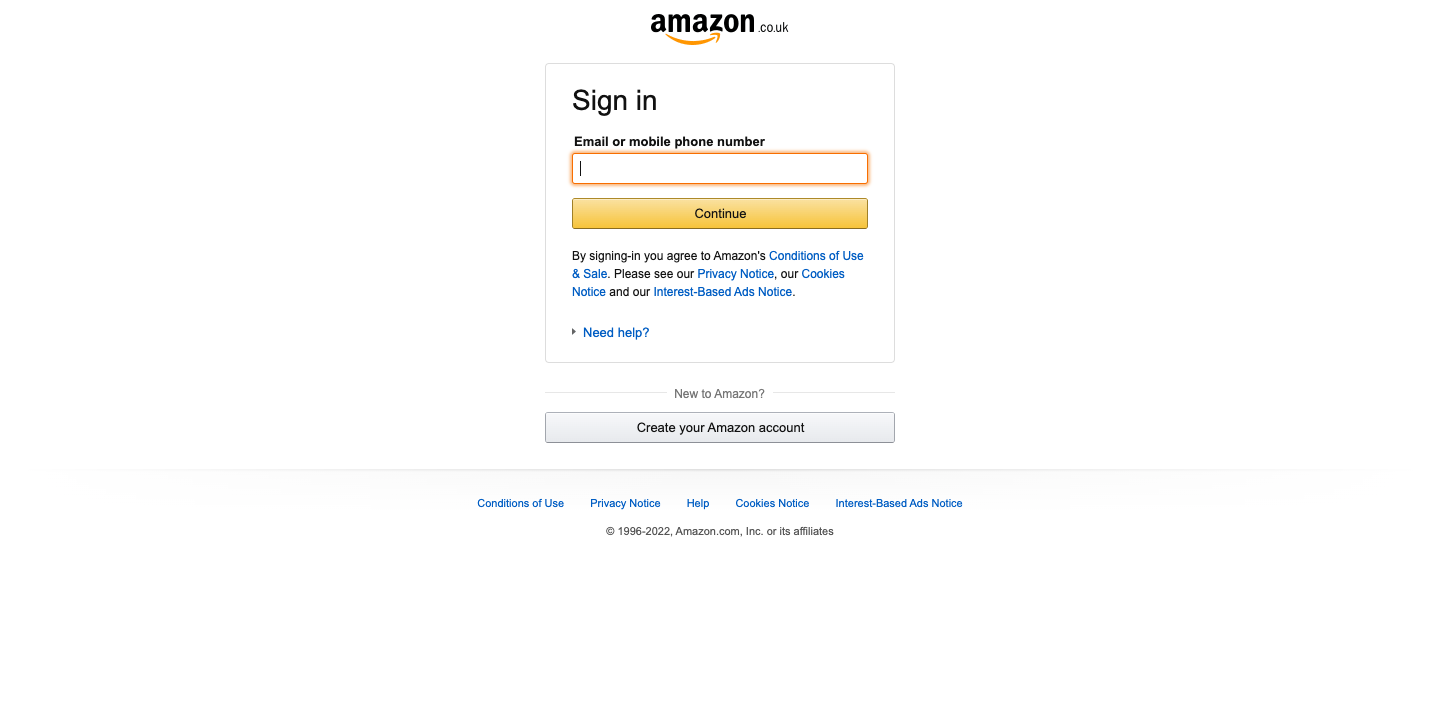 amazon.co.uk
Sign in
Email or mobile phone number
Continue
By signing-in you agree to Amazon's Conditions of Use
& Sale. Please see our Privacy Notice, our Cookies
Notice and our Interest-Based Ads Notice.
Need help?
New to Amazon?
Create your Amazon account
Conditions of Use Privacy Notice Help Cookies Notice Interest-Based Ads Notice
© 1996-2022, Amazon.com, Inc. or its affiliates